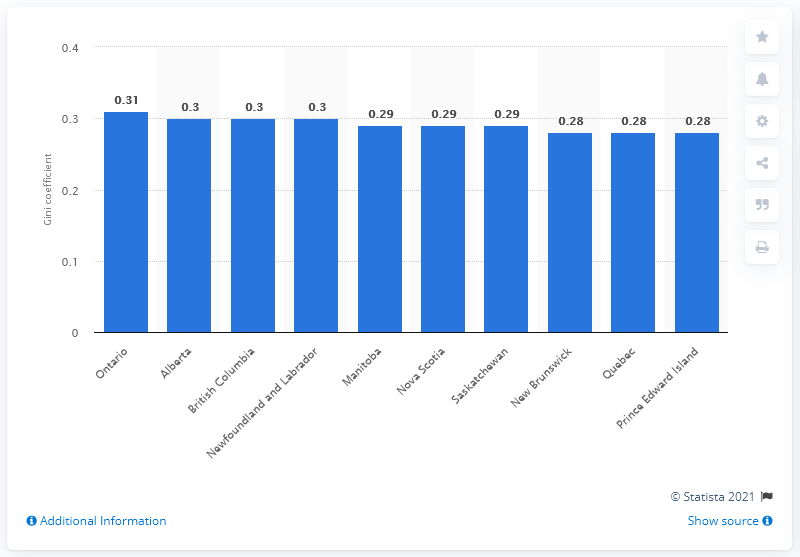 0.4
0.3
0.2
0.1
0
Gini coefficient
0.31
0.3
0.3
0.3
0.29
0.29
0.29
0.28
0.28
0.28
Ontario
Alberta
British Columbia
Newfoundland and Labrador
Manitoba
Nova Scotia
Saskatchewan
New Brunswick
Quebec
Prince Edward Island
© Statista 2021
Additional Information
Show source